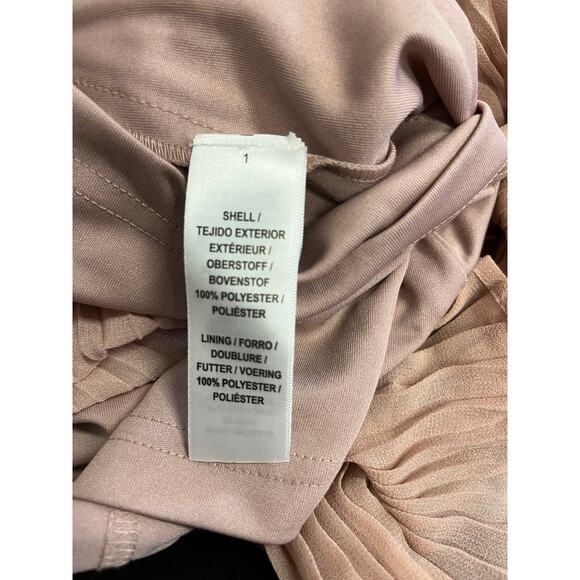 1
SHELL /
TEJIDO EXTERIOR
EXTÉRIEUR /
OBERSTOFF /
BOVENSTOF
100% POLYESTER /
POLIÉSTER
LINING / FORRO /
DOUBLURE /
FUTTER / VOERING
100% POLYESTER /
POLIÉSTER